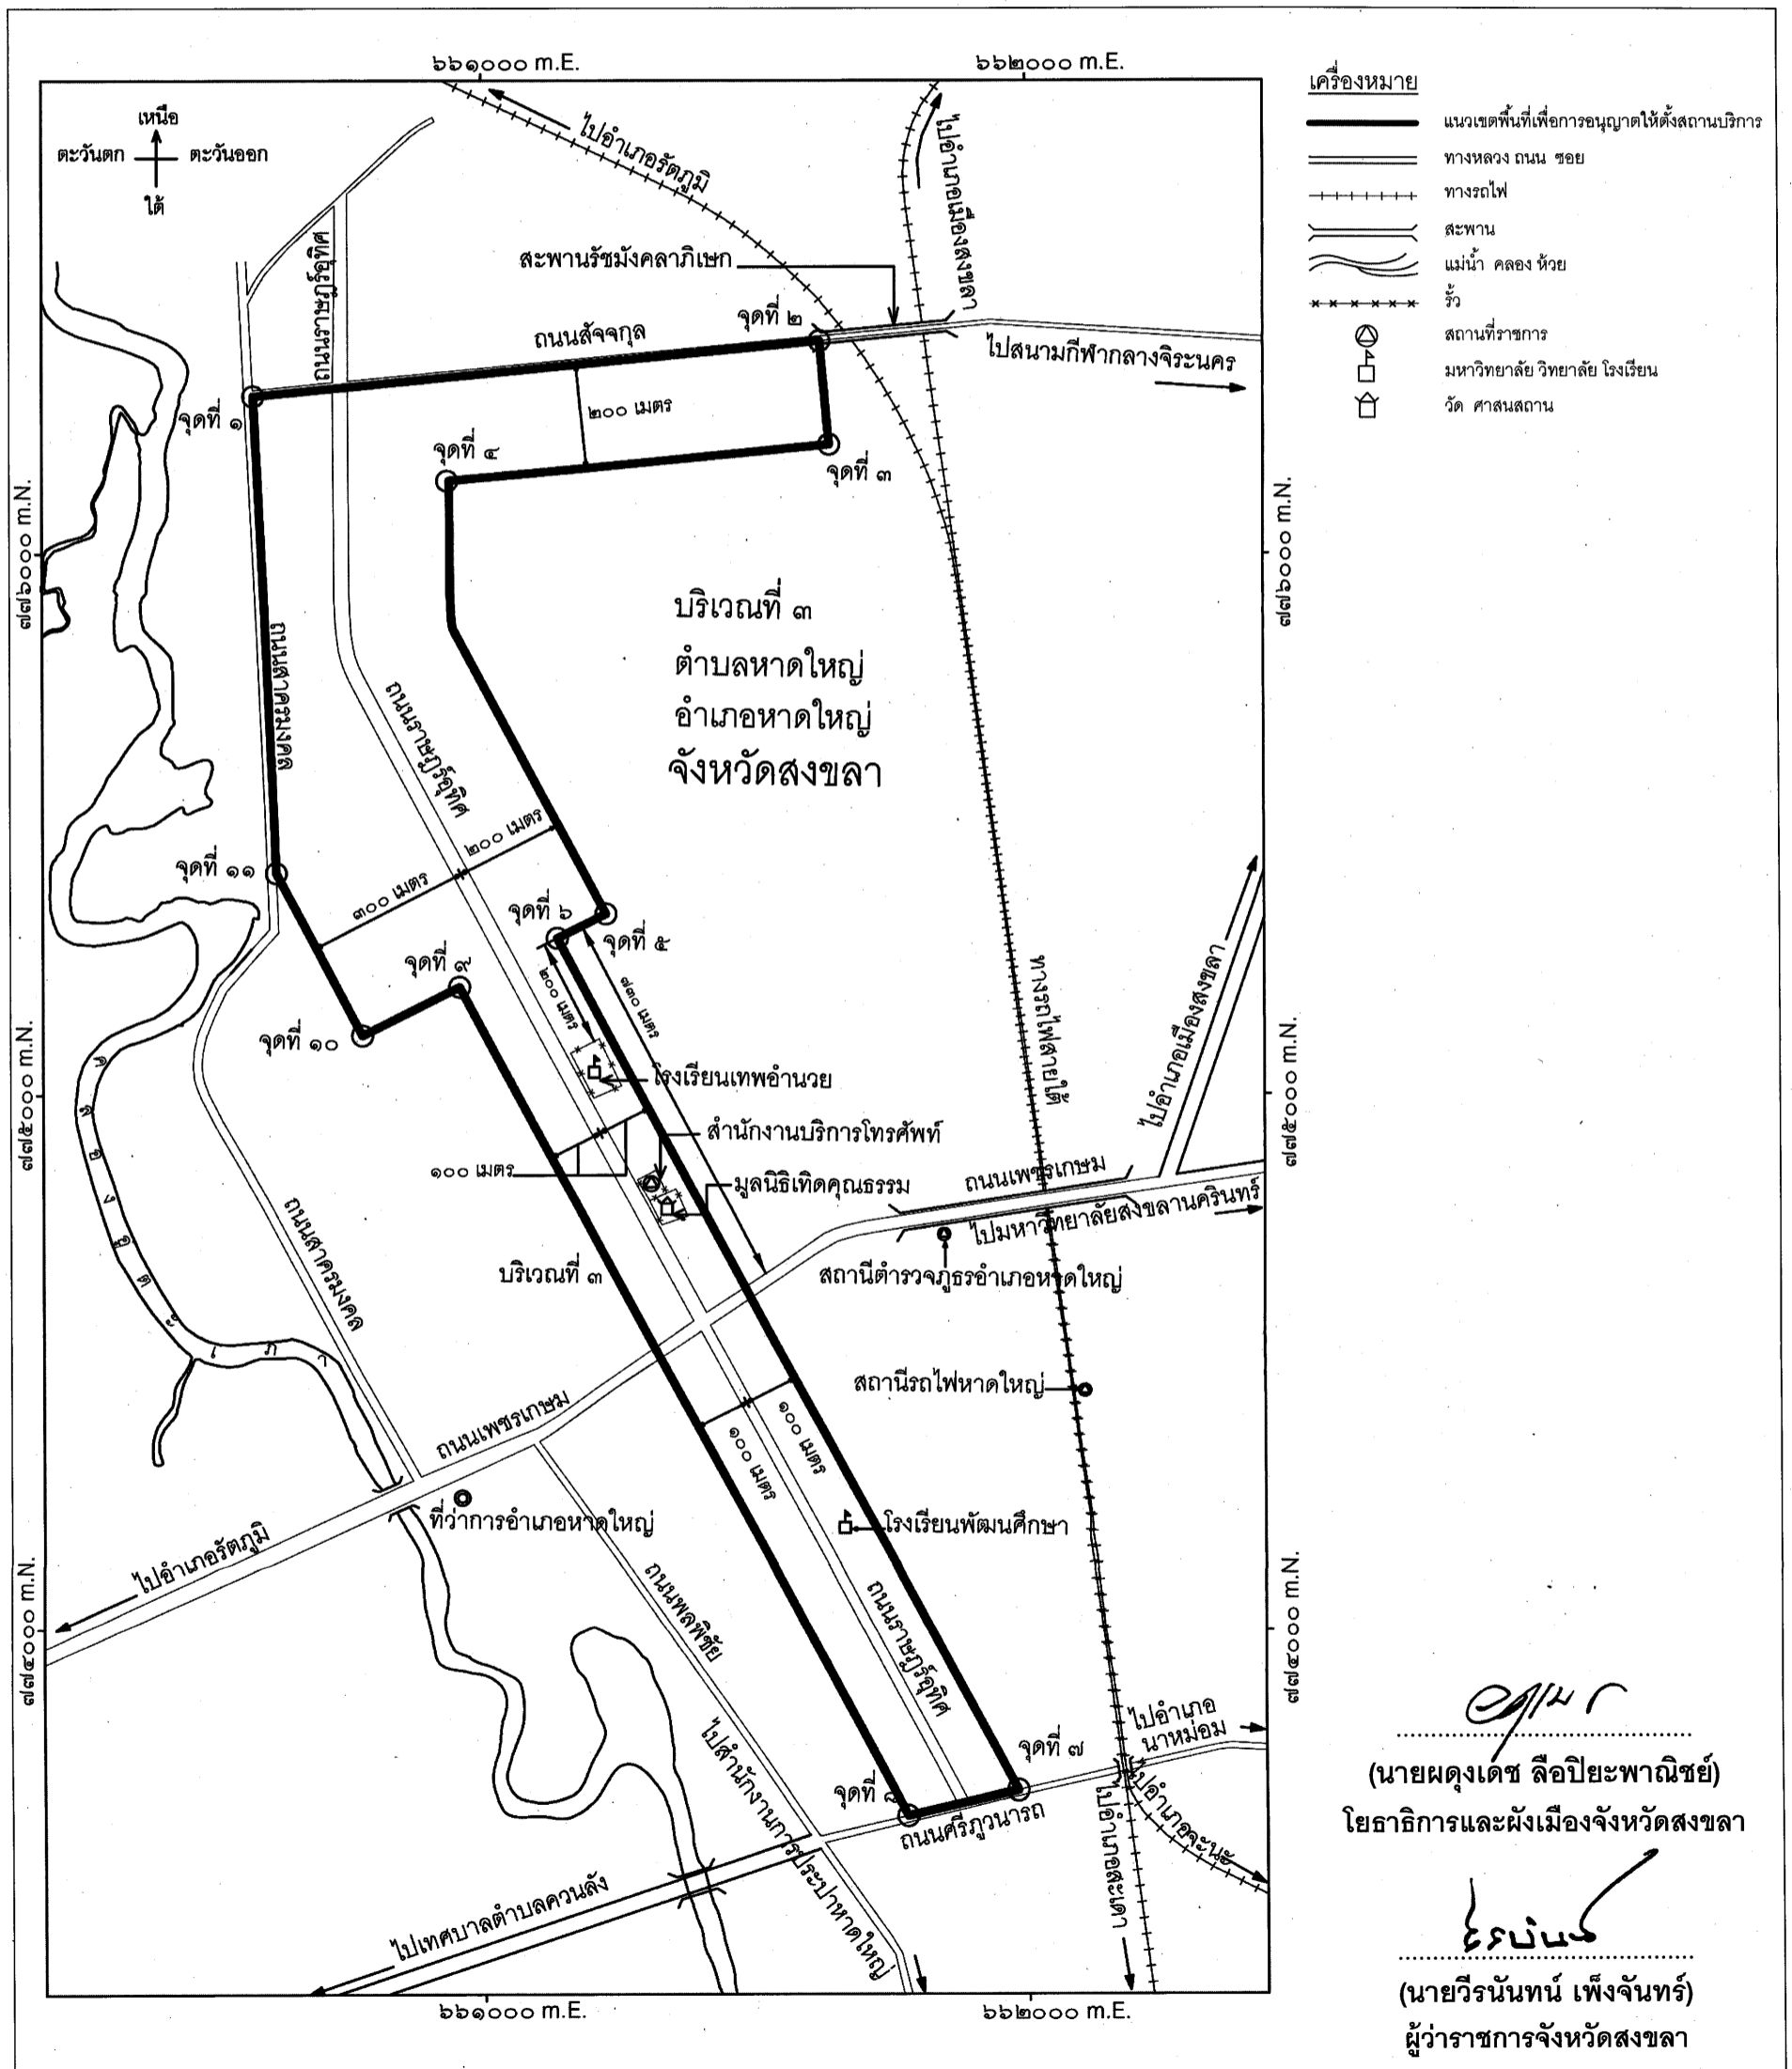 ๖๖๑๐๐๐ m.E.
๖๖๒๐๐๐ m.E.
เหนือ
ตะวันตก
ตะวันออก
ใต้
เครื่องหมาย
แนวเขตพื้นที่เพื่อการอนุญาตให้ตั้งสถานบริการ
ทางหลวง ถนน ซอย
ทางรถไฟ
สะพาน
แม่น้ำ คลอง ห้วย
รั้ว
สถานที่ราชการ
มหาวิทยาลัย วิทยาลัย โรงเรียน
วัด ศาสนสถาน
ไปอำเภอรัตภูมิ
ไปอำเภอเมืองสงขลา
ถนนราษฎร์อุทิศ
สะพานรัชมังคลาภิเษก
จุดที่ ๒
ถนนสัจจกุล
ไปสนามกีฬากลางจิระนคร
จุดที่ ๑
๒๐๐ เมตร
จุดที่ ๔
จุดที่ ๓
๗๗๖๐๐๐ m.N.
๗๗๖๐๐๐ m.N.
บริเวณที่ ๓
ตำบลหาดใหญ่
อำเภอหาดใหญ่
จังหวัดสงขลา
ถนนสาครมงคล
ถนนราษฎร์อุทิศ
๒๐๐ เมตร
๓๐๐ เมตร
จุดที่ ๑๑
จุดที่ ๖
จุดที่ ๕
จุดที่ ๙
จุดที่ ๑๐
๒๐๐ เมตร
๗๓๐ เมตร
ทางรถไฟสายใต้
ไปอำเภอเมืองสงขลา
๗๗๕๐๐๐ m.N.
๗๗๕๐๐๐ m.N.
โรงเรียนเทพอำนวย
สำนักงานบริการโทรศัพท์
๑๐๐ เมตร
มูลนิธิเทิดคุณธรรม
ถนนเพชรเกษม
ไปมหาวิทยาลัยสงขลานครินทร์
คลองอู่ตะเภา
ถนนสาครมงคล
บริเวณที่ ๓
สถานีตำรวจภูธรอำเภอหาดใหญ่
สถานีรถไฟหาดใหญ่
๑๐๐ เมตร
๑๐๐ เมตร
ถนนเพชรเกษม
ที่ว่าการอำเภอหาดใหญ่
โรงเรียนพัฒนศึกษา
ไปอำเภอรัตภูมิ
๗๗๔๐๐๐ m.N.
๗๗๔๐๐๐ m.N.
ถนนพลพิชัย
ถนนราษฎร์อุทิศ
ไปสำนักงานการประปาหาดใหญ่
จุดที่ ๗
จุดที่ ๘
ไปอำเภอ
นาหม่อม
ถนนศรีภูวนารถ
ไปอำเภอจะนะ
ไปอำเภอสะเดา
ไปเทศบาลตำบลควนลัง
๖๖๑๐๐๐ m.E.
๖๖๒๐๐๐ m.E.
(นายผดุงเดช ลือปิยะพาณิชย์)
โยธาธิการและผังเมืองจังหวัดสงขลา
(นายวีรนันทน์ เพ็งจันทร์)
ผู้ว่าราชการจังหวัดสงขลา